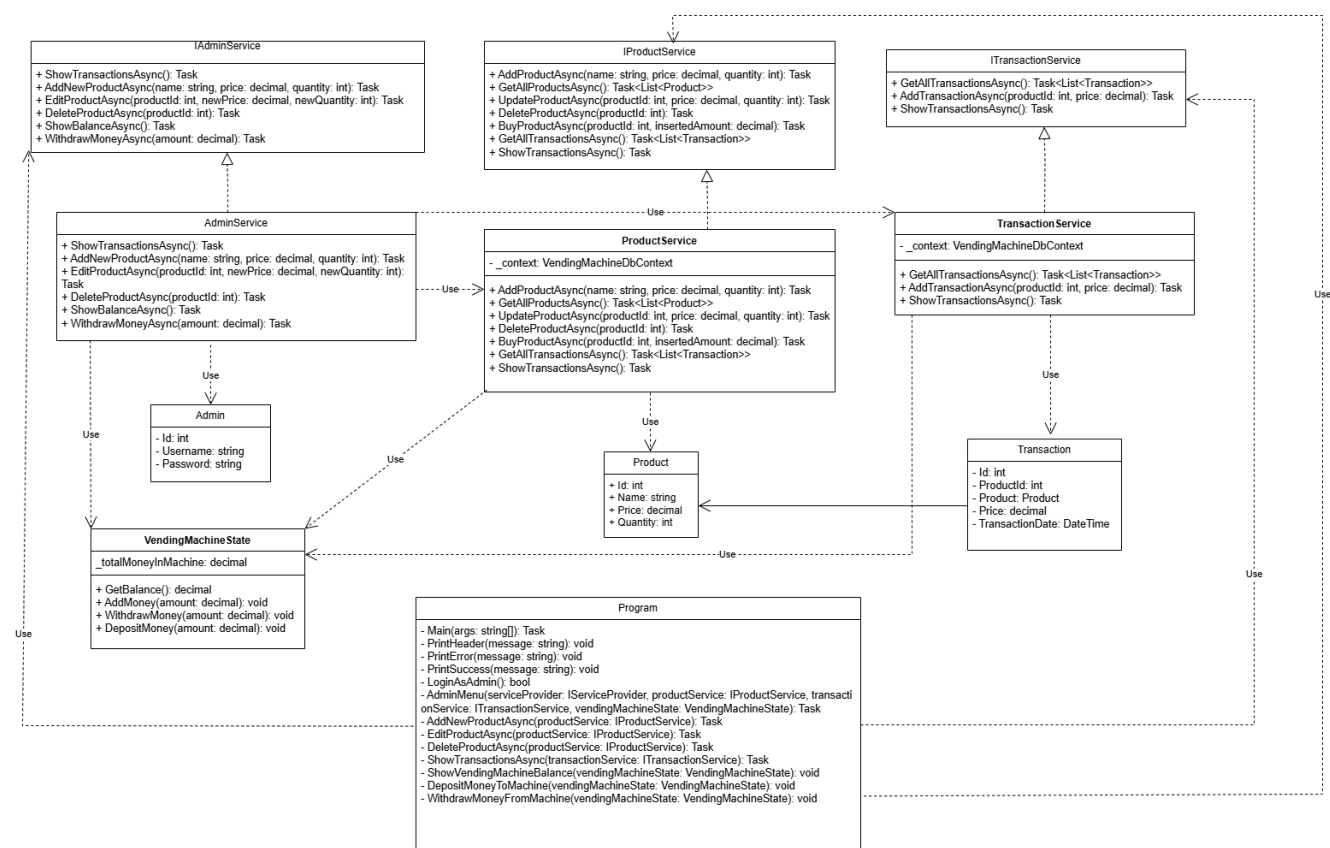 IAdminService
+ ShowTransactionsAsync(): Task
+ AddNewProductAsync(name: string, price: decimal, quantity: int): Task
+ EditProductAsync(productId: int, newPrice: decimal, newQuantity: int): Task
+ DeleteProductAsync(productId: int): Task
+ ShowBalanceAsync(): Task
+ WithdrawMoneyAsync(amount: decimal): Task
IProductService
+ AddProductAsync(name: string, price: decimal, quantity: int): Task
+ GetAllProductsAsync(): Task<List<Product>>
+ UpdateProductAsync(productId: int, price: decimal, quantity: int): Task
+ DeleteProductAsync(productId: int): Task
+ BuyProductAsync(productId: int, insertedAmount: decimal): Task
+ GetAllTransactionsAsync(): Task<List<Transaction>>
+ ShowTransactionsAsync(): Task
ITransactionService
+ GetAllTransactionsAsync(): Task<List<Transaction>>
+ AddTransactionAsync(productId: int, price: decimal): Task
+ ShowTransactionsAsync(): Task
AdminService
+ ShowTransactionsAsync(): Task
+ AddNewProductAsync(name: string, price: decimal, quantity: int): Task
+ EditProductAsync(productId: int, newPrice: decimal, newQuantity: int):
Task
+ DeleteProductAsync(productId: int): Task
+ ShowBalanceAsync(): Task
+ WithdrawMoneyAsync(amount: decimal): Task
Use
Use
ProductService
- _context: VendingMachineDbContext
+ AddProductAsync(name: string, price: decimal, quantity: int): Task
+ GetAllProductsAsync(): Task<List<Product>>
+ UpdateProductAsync(productId: int, price: decimal, quantity: int): Task
+ DeleteProductAsync(productId: int): Task
+ BuyProductAsync(productId: int, insertedAmount: decimal): Task
+ GetAllTransactionsAsync(): Task<List<Transaction>>
+ ShowTransactionsAsync(): Task
TransactionService
- _context: VendingMachineDbContext
+ GetAllTransactionsAsync(): Task<List<Transaction>>
+ AddTransactionAsync(productId: int, price: decimal): Task
+ ShowTransactionsAsync(): Task
Use
Use
Use
Use
Use
Use
Admin
- Id: int
- Username: string
- Password: string
Product
+ Id: int
+ Name: string
+ Price: decimal
+ Quantity: int
Transaction
- Id: int
- ProductId: int
- Product: Product
- Price: decimal
- TransactionDate: DateTime
VendingMachineState
_totalMoneyInMachine: decimal
+ GetBalance(): decimal
+ AddMoney(amount: decimal): void
+ WithdrawMoney(amount: decimal): void
+ DepositMoney(amount: decimal): void
Use
Use
Use
Program
- Main(args: string[]): Task
- PrintHeader(message: string): void
- PrintError(message: string): void
- PrintSuccess(message: string): void
- LoginAsAdmin(): bool
- AdminMenu(serviceProvider: IServiceProvider, productService: IProductService, transacti
onService: ITransactionService, vendingMachineState: VendingMachineState): Task
- AddNewProductAsync(productService: IProductService): Task
- EditProductAsync(productService: IProductService): Task
- DeleteProductAsync(productService: IProductService): Task
- ShowTransactionsAsync(transactionService: ITransactionService): Task
- ShowVendingMachineBalance(vendingMachineState: VendingMachineState): void
- DepositMoneyToMachine(vendingMachineState: VendingMachineState): void
- WithdrawMoneyFromMachine(vendingMachineState: VendingMachineState): void